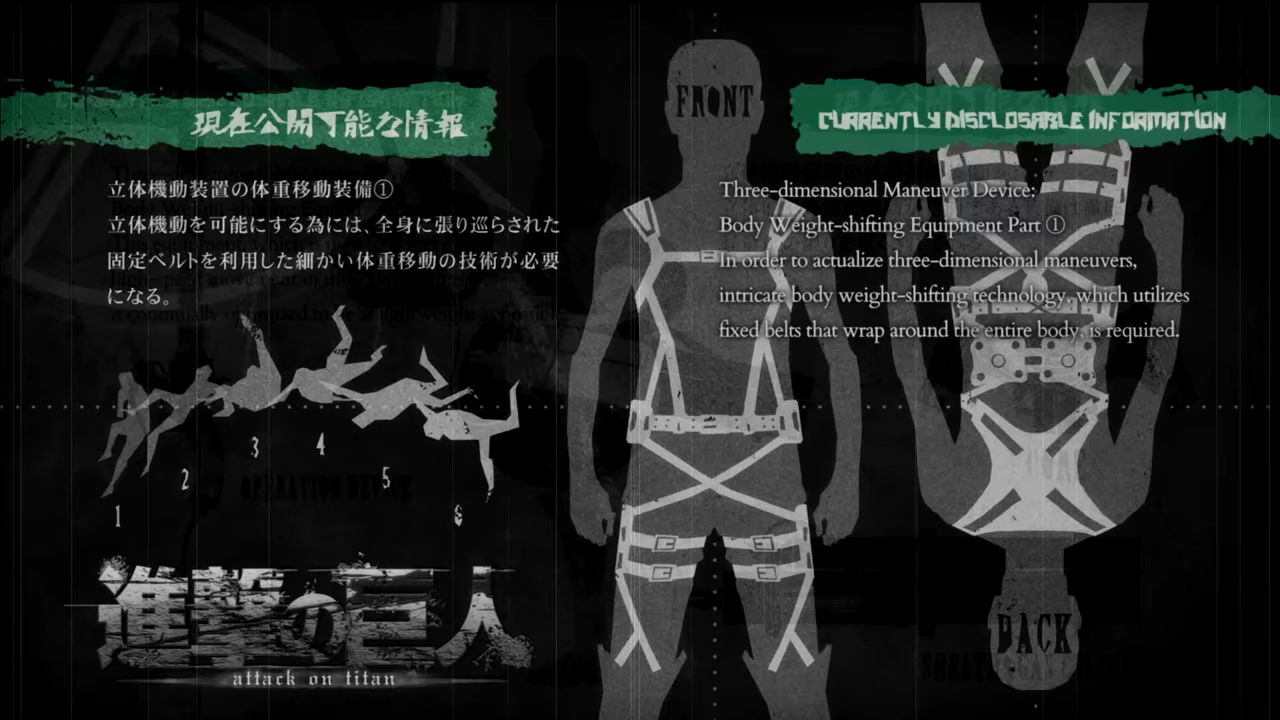 現在公開可能な情報
立体機動装置の体重移動装備①
立体機動を可能にする為には、全身に張り巡らされた
固定ベルトを利用した細かい体重移動の技術が必要
になる。
1
2
3
4
5
6
OPERATION DEVICE
進撃の巨人
attack on titan
FRONT
CURRENTLY DISCLOSABLE INFORMATION
Three-dimensional Maneuver Device:
Body Weight-shifting Equipment Part ①
In order to actualize three-dimensional maneuvers,
intricate body weight-shifting technology, which utilizes
fixed belts that wrap around the entire body, is required.
BACK